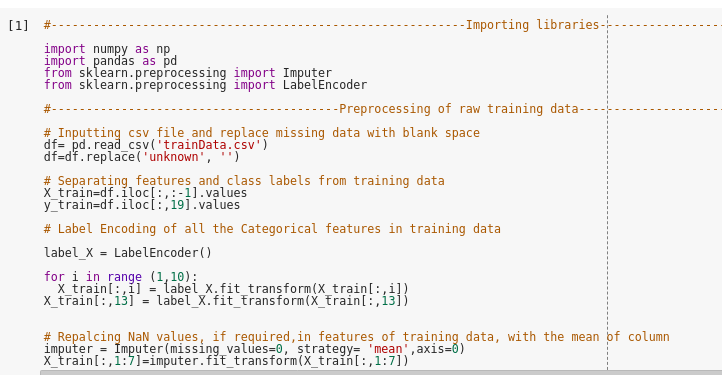 [1] #-----------------------------------------------------------Importing libraries------------------
import numpy as np
import pandas as pd
from sklearn.preprocessing import Imputer
from sklearn.preprocessing import LabelEncoder
#-----------------------------------------Preprocessing of raw training data---------------------
# Inputting csv file and replace missing data with blank space
df= pd.read_csv('trainData.csv')
df=df.replace('unknown', '')
# Separating features and class labels from training data
X_train=df.iloc[:,:-1].values
y_train=df.iloc[:,19].values
# Label Encoding of all the Categorical features in training data
label_X = LabelEncoder()
for i in range (1,10):
  X_train[:,i] = label_X.fit_transform(X_train[:,i])
X_train[:,13] = label_X.fit_transform(X_train[:,13])
# Repalcing NaN values, if required,in features of training data, with the mean of column
imputer = Imputer(missing_values=0, strategy= 'mean',axis=0)
X_train[:,1:7]=imputer.fit_transform(X_train[:,1:7])